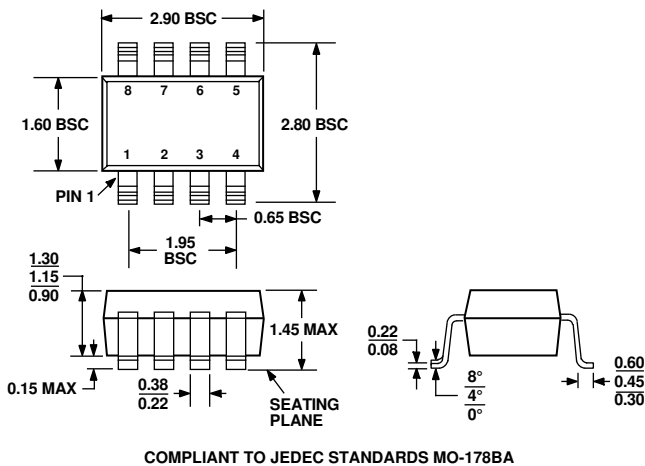 2.90 BSC
8 7 6 5
1.60 BSC
2.80 BSC
1 2 3 4
PIN 1
0.65 BSC
1.95
BSC
1.30
1.15
0.90
1.45 MAX
0.15 MAX
0.38
0.22
SEATING
PLANE
0.22
0.08
8°
4°
0°
0.60
0.45
0.30
COMPLIANT TO JEDEC STANDARDS MO-178BA